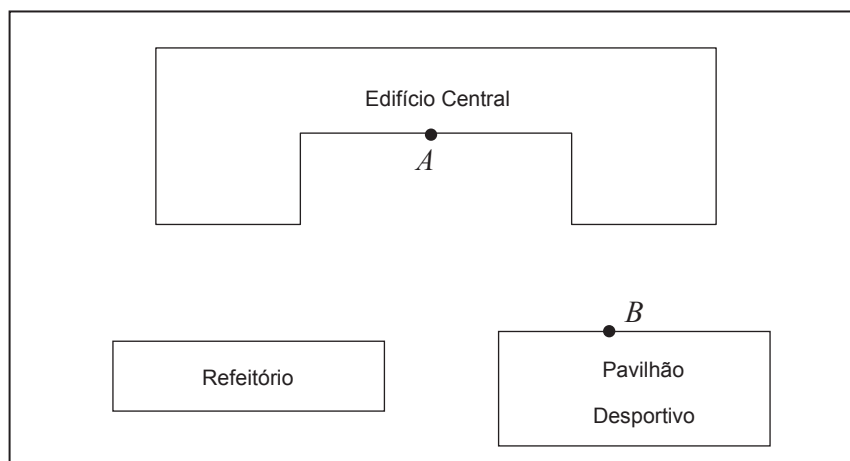 Edifício Central
A
B
Refeitório
Pavilhão
Desportivo